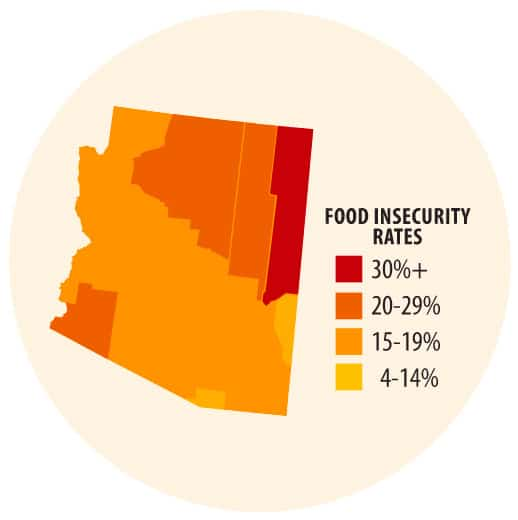 FOOD INSECURITY
RATES
30%+
20-29%
15-19%
4-14%